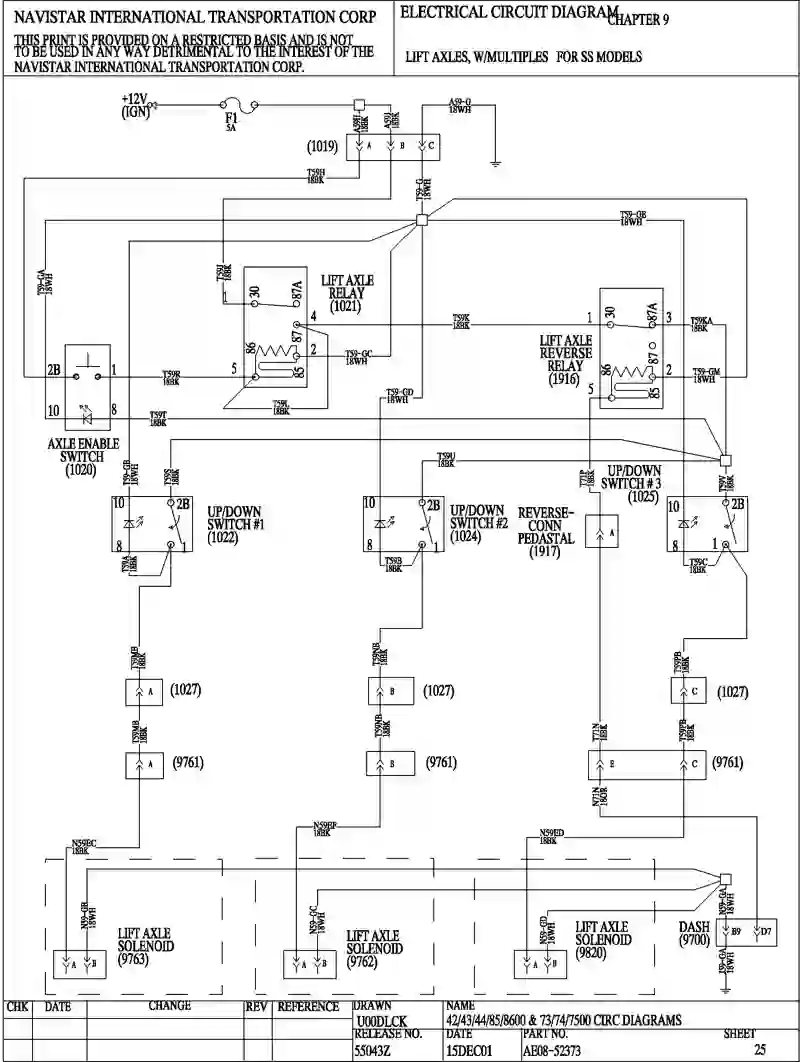 NAVISTAR INTERNATIONAL TRANSPORTATION CORP
THIS PRINT IS PROVIDED ON A RESTRICTED BASIS AND IS NOT
TO BE USED IN ANY WAY DETRIMENTAL TO THE INTEREST OF THE
NAVISTAR INTERNATIONAL TRANSPORTATION CORP.
ELECTRICAL CIRCUIT DIAGRAM
CHAPTER 9
LIFT AXLES, W/MULTIPLES FOR SS MODELS
+12V
(IGN)
F1
5A
A59H
18BK
A59J
18BK
A59-G
18WH
(1019)
A
B
C
T59H
18BK
T59-G
18WH
T59-GE
18WH
T59-GA
18WH
T59J
18BK
1
30
87A
LIFT AXLE
RELAY
(1021)
4
87
86
2
5
85
T59-GC
18WH
T59K
18BK
1
30
87A
3
T59KA
18BK
LIFT AXLE
REVERSE
RELAY
(1916)
87
86
2
5
85
T59-GM
18WH
2B
1
T59R
18BK
10
8
T59T
18BK
T59L
18BK
T59-GD
18WH
AXLE ENABLE
SWITCH
(1020)
T59-GB
18WH
T59S
18BK
T59U
18BK
T71P
18BK
T59V
18BK
10
2B
8
1
UP/DOWN
SWITCH #1
(1022)
10
2B
8
1
UP/DOWN
SWITCH #2
(1024)
REVERSE-
CONN
PEDASTAL
(1917)
A
UP/DOWN
SWITCH # 3
(1025)
10
2B
8
1
T59A
18BK
T59B
18BK
T59C
18BK
T59MB
18BK
T59NB
18BK
T59PB
18BK
A
(1027)
B
(1027)
C
(1027)
T59MB
18BK
T59NB
18BK
T71N
18BK
T59PB
18BK
A
(9761)
B
(9761)
E
C
(9761)
N71N
18OR
N59EC
18BK
N59EF
18BK
N59ED
18BK
N59-GB
18WH
N59-GC
18WH
N59-GD
18WH
N59-GA
18WH
LIFT AXLE
SOLENOID
(9763)
A
B
LIFT AXLE
SOLENOID
(9762)
A
B
LIFT AXLE
SOLENOID
(9820)
A
B
DASH
(9700)
B9
D7
18WH
CHK
DATE
CHANGE
REV
REFERENCE
DRAWN
U00DLCK
NAME
42/43/44/85/8600 & 73/74/7500 CIRC DIAGRAMS
RELEASE NO.
55043Z
DATE
15DEC01
PART NO.
AE08-52373
SHEET
25